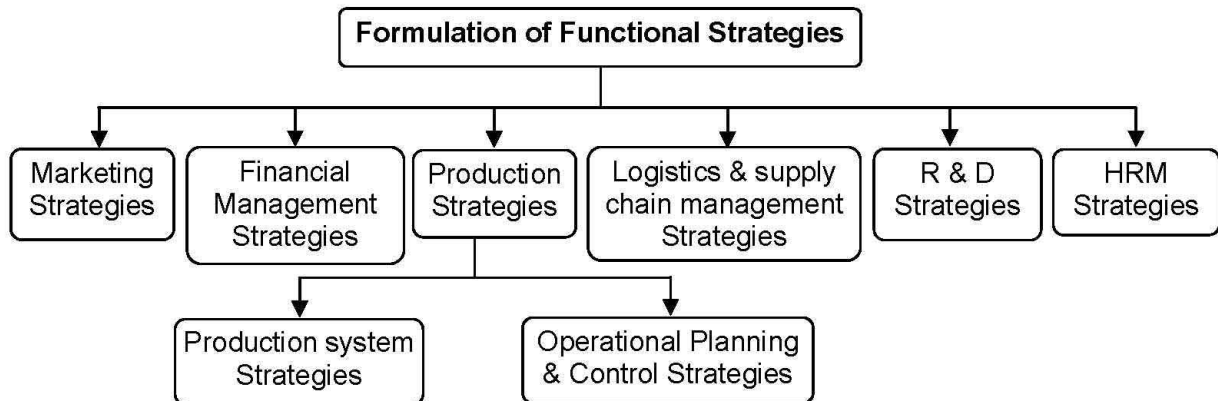 Formulation of Functional Strategies
Marketing
Strategies
Financial
Management
Strategies
Production
Strategies
Logistics & supply
chain management
Strategies
R & D
Strategies
HRM
Strategies
Production system
Strategies
Operational Planning
& Control Strategies